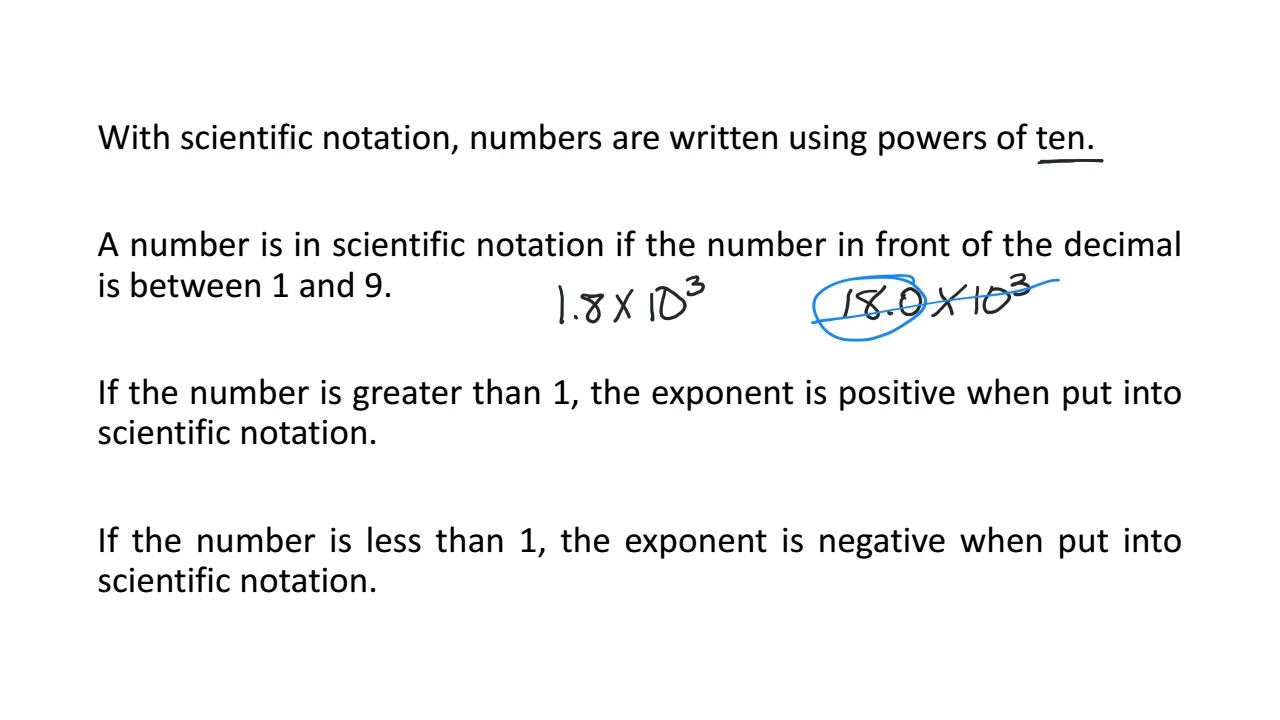 With scientific notation, numbers are written using powers of ten.
A number is in scientific notation if the number in front of the decimal
is between 1 and 9. 1.8 X 10³ 18.0 X 10³
If the number is greater than 1, the exponent is positive when put into
scientific notation.
If the number is less than 1, the exponent is negative when put into
scientific notation.